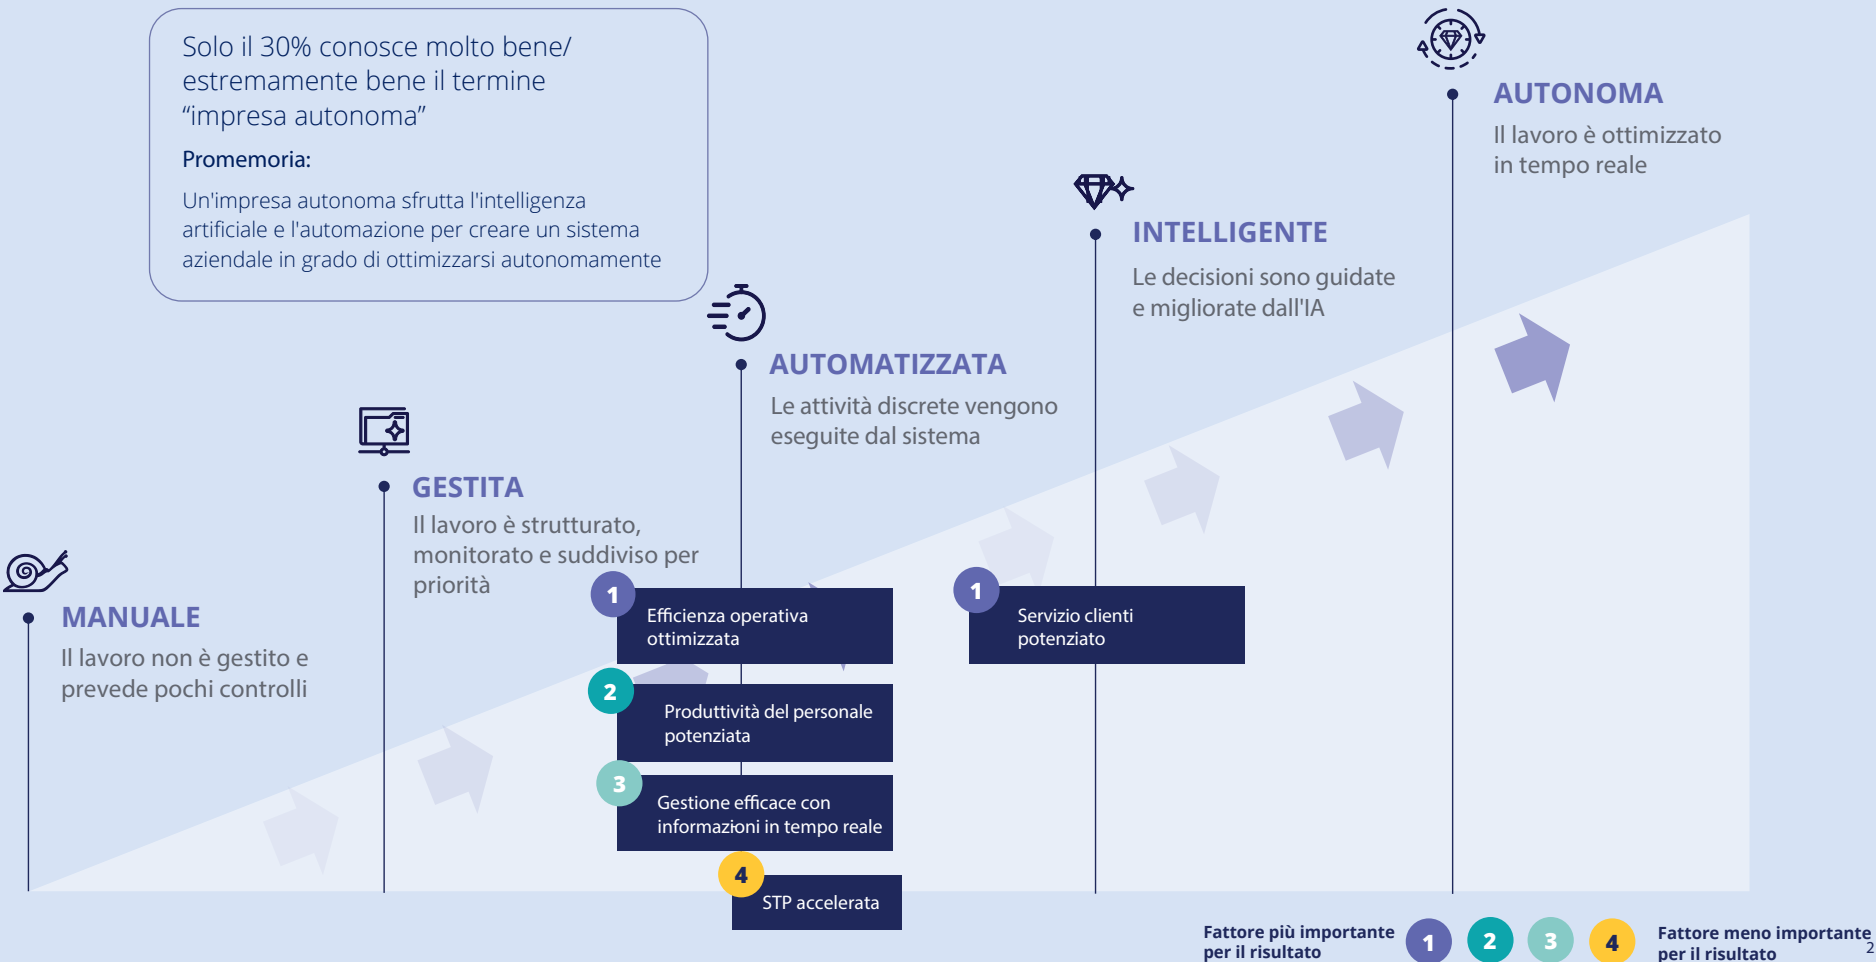 Solo il 30% conosce molto bene/
estremamente bene il termine
“impresa autonoma”
Promemoria:
Un'impresa autonoma sfrutta l'intelligenza
artificiale e l'automazione per creare un sistema
aziendale in grado di ottimizzarsi autonomamente
MANUALE
Il lavoro non è gestito e
prevede pochi controlli
GESTITA
Il lavoro è strutturato,
monitorato e suddiviso per
priorità
AUTOMATIZZATA
Le attività discrete vengono
eseguite dal sistema
1
Efficienza operativa
ottimizzata
2
Produttività del personale
potenziata
3
Gestione efficace con
informazioni in tempo reale
4
STP accelerata
INTELLIGENTE
Le decisioni sono guidate
e migliorate dall'IA
1
Servizio clienti
potenziato
AUTONOMA
Il lavoro è ottimizzato
in tempo reale
Fattore più importante
per il risultato
1 2 3 4
Fattore meno importante
per il risultato
2